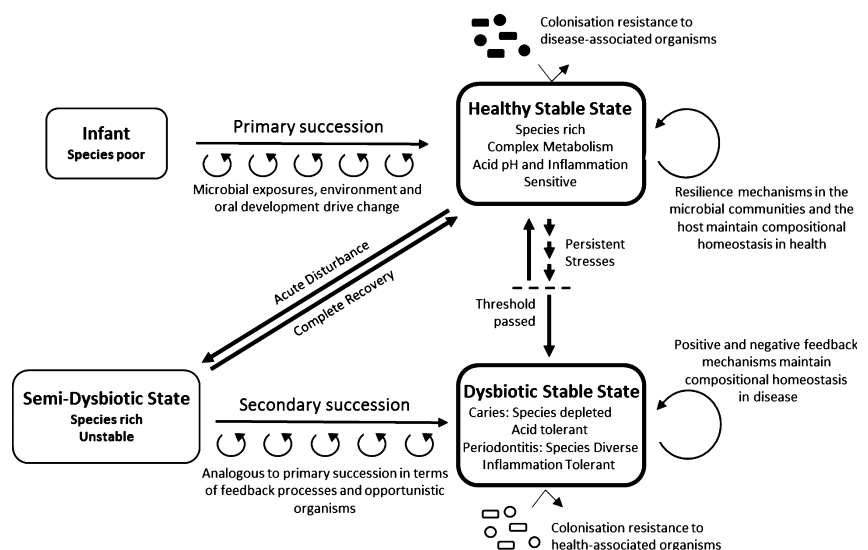 Colonisation resistance to
disease-associated organisms
Infant
Species poor
Primary succession
Microbial exposures, environment and
oral development drive change
Healthy Stable State
Species rich
Complex Metabolism
Acid pH and Inflammation
Sensitive
Resilience mechanisms in the
microbial communities and the
host maintain compositional
homeostasis in health
Acute Disturbance
Complete Recovery
Persistent
Stresses
Threshold
passed
Semi-Dysbiotic State
Species rich
Unstable
Secondary succession
Analogous to primary succession in terms
of feedback processes and opportunistic
organisms
Dysbiotic Stable State
Caries: Species depleted
Acid tolerant
Periodontitis: Species Diverse
Inflammation Tolerant
Positive and negative feedback
mechanisms maintain
compositional homeostasis
in disease
Colonisation resistance to
health-associated organisms